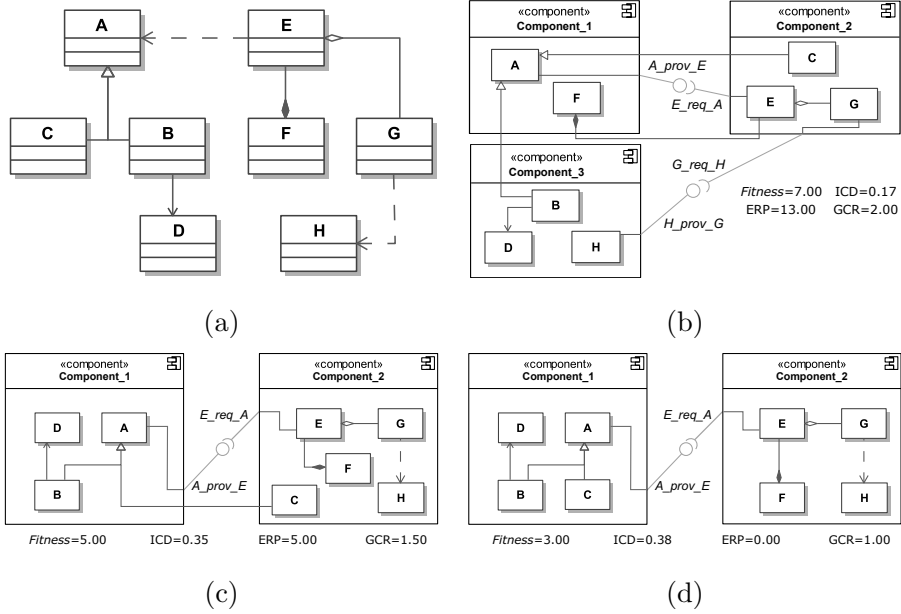 A
E
C
B
F
G
D
H
(a)
«component»
Component_1
«component»
Component_2
A
A_prov_E
C
F
E_req_A
E
G
«component»
Component_3
G_req_H
B
D
H
H_prov_G
Fitness=7.00 ICD=0.17
ERP=13.00 GCR=2.00
(b)
«component»
Component_1
«component»
Component_2
E_req_A
D
A
E
G
F
A_prov_E
B
C
H
Fitness=5.00 ICD=0.35 ERP=5.00 GCR=1.50
(c)
«component»
Component_1
«component»
Component_2
E_req_A
D
A
E
G
A_prov_E
B
C
F
H
Fitness=3.00 ICD=0.38 ERP=0.00 GCR=1.00
(d)